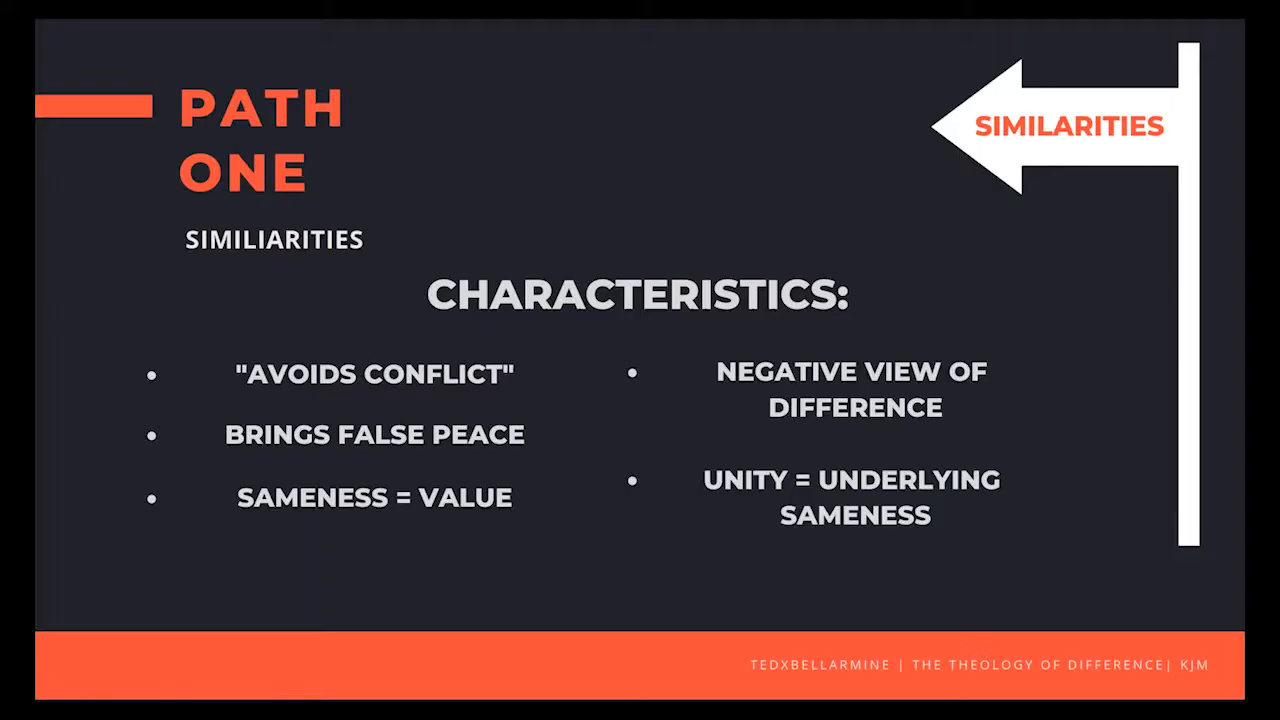 PATH
ONE
SIMILIARITIES
SIMILARITIES
CHARACTERISTICS:
• "AVOIDS CONFLICT"
• BRINGS FALSE PEACE
• SAMENESS = VALUE
• NEGATIVE VIEW OF
DIFFERENCE
• UNITY = UNDERLYING
SAMENESS
TEDXBELLARMINE | THE THEOLOGY OF DIFFERENCE| KJM